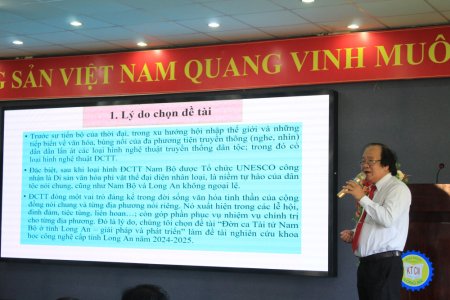 NG SẢN VIỆT NAM QUANG VINH MUÔ
1. Lý do chọn đề tài
Trước sự tiến bộ của thời đại, trong xu hướng hội nhập thế giới và những
tiếp biến về văn hóa, bùng nổi của đa phương tiện truyền thông (nghe, nhìn)
dần dần lấn át các loại hình nghệ thuật truyền thống dân tộc; trong đó có
loại hình nghệ thuật ĐCTT.
Đặc biệt, sau khi loại hình ĐCTT Nam Bộ được Tổ chức UNESCO công
nhận là Di sản văn hóa phi vật thể đại diện nhân loại, là niềm tự hào của dân
tộc nói chung, cũng như Nam Bộ và Long An không ngoại lệ.
ĐCTT đóng một vai trò đáng kể trong đời sống văn hóa tinh thần của cộng
đồng nói chung và từng địa phương nói riêng. Nó xuất hiện trong các lễ hội,
đình đám, tiệc tùng, liên hoan...; còn góp phần phục vụ nhiệm vụ chính trị
cho từng địa phương. Đó là lý do, chúng tôi chọn đề tài “Đờn ca Tài tử Nam
Bộ ở tỉnh Long An – giải pháp và phát triển” làm đề tài nghiên cứu khoa
học công nghệ cấp tỉnh Long An năm 2024-2025.